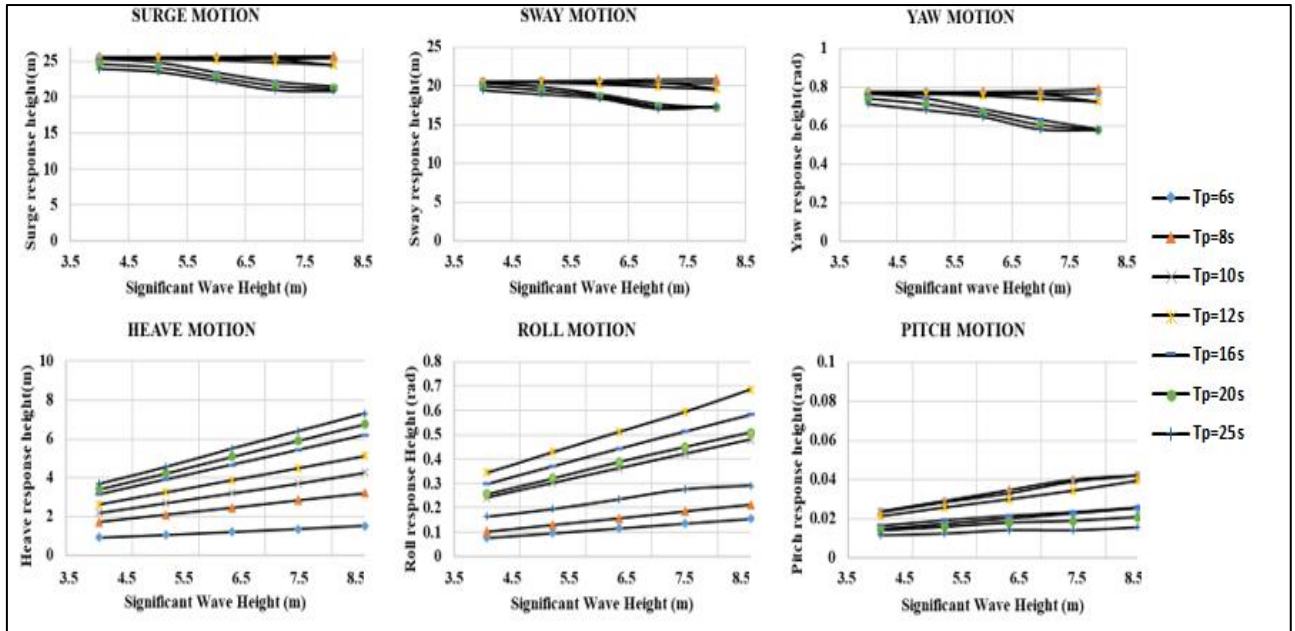 SURGE MOTION
Surge response height(m)
25
20
15
10
5
0
3.5 4.5 5.5 6.5 7.5 8.5
Significant Wave Height (m)
SWAY MOTION
Sway response height(m)
25
20
15
10
5
0
3.5 4.5 5.5 6.5 7.5 8.5
Significant Wave Height (m)
YAW MOTION
Yaw response height(rad)
1
0.8
0.6
0.4
0.2
0
3.5 4.5 5.5 6.5 7.5 8.5
Significant wave Height (m)
HEAVE MOTION
Heave response height(m)
10
8
6
4
2
0
3.5 4.5 5.5 6.5 7.5 8.5
Significant Wave Height (m)
ROLL MOTION
Roll response Height (rad)
0.8
0.7
0.6
0.5
0.4
0.3
0.2
0.1
0
3.5 4.5 5.5 6.5 7.5 8.5
Significant Wave Height (m)
PITCH MOTION
Pitch response height(rad)
0.1
0.08
0.06
0.04
0.02
0
3.5 4.5 5.5 6.5 7.5 8.5
Significant Wave Height (m)
Tp=6s
Tp=8s
Tp=10s
Tp=12s
Tp=16s
Tp=20s
Tp=25s